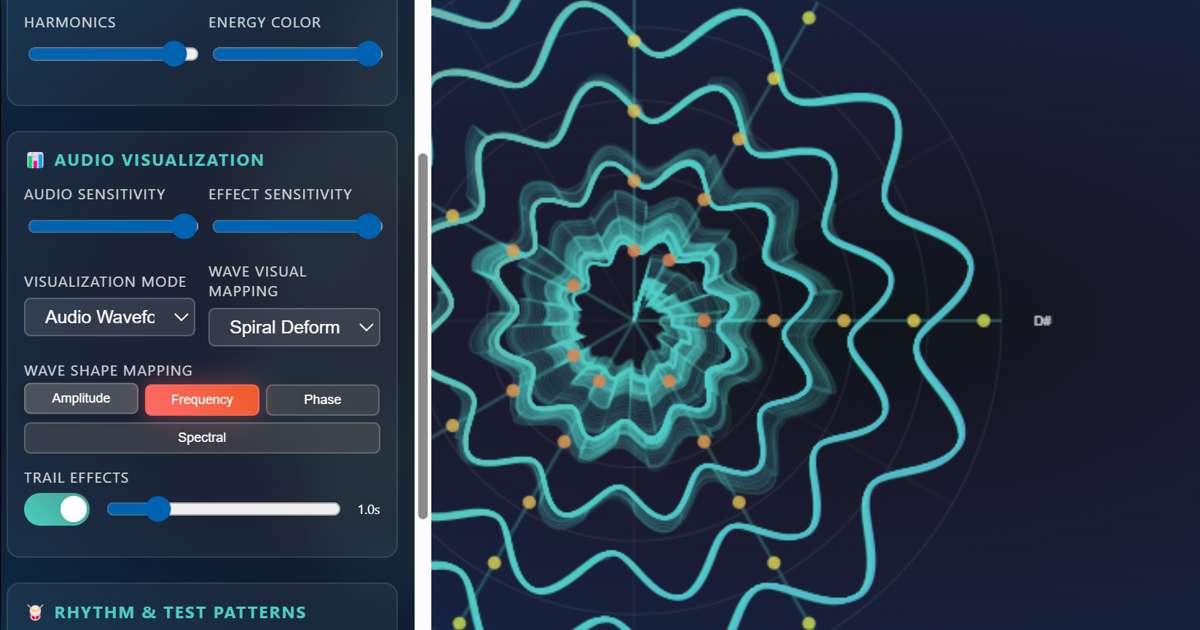 HARMONICS
ENERGY COLOR
AUDIO VISUALIZATION
AUDIO SENSITIVITY
EFFECT SENSITIVITY
VISUALIZATION MODE
WAVE VISUAL
MAPPING
Audio Wavefc
Spiral Deform
WAVE SHAPE MAPPING
Amplitude
Frequency
Phase
Spectral
TRAIL EFFECTS
1.0s
RHYTHM & TEST PATTERNS
D#